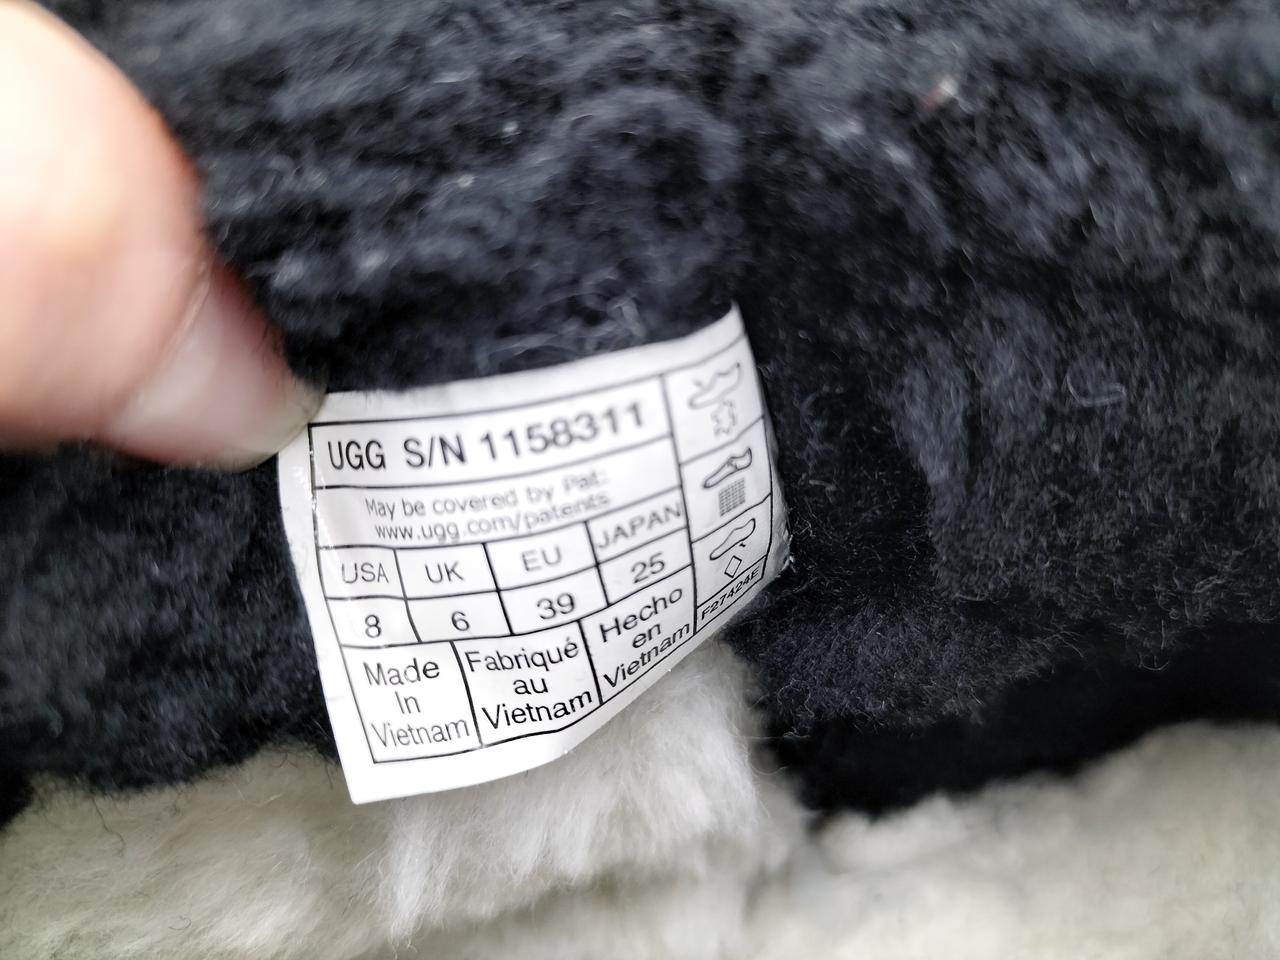 UGG S/N 1158311
May be covered by Pat:
www.ugg.com/patents
USA UK EU JAPAN
8 6 39 25
Made In Vietnam
Fabriqué au Vietnam
Hecho en Vietnam
F27424E